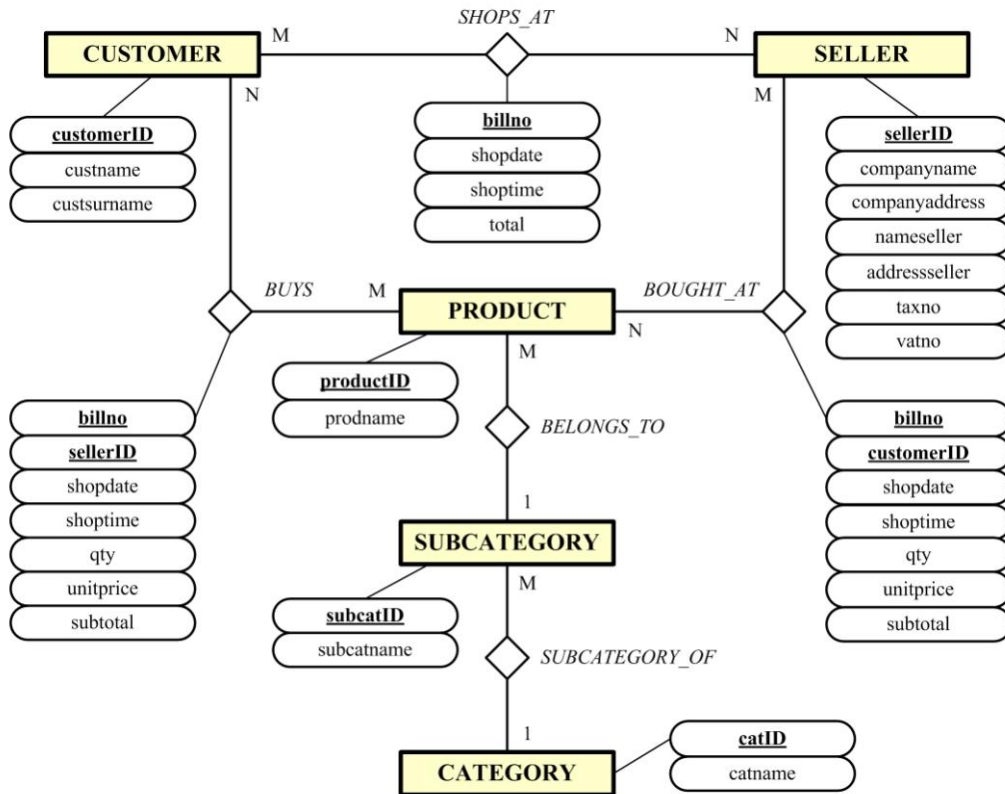 SHOPS_AT
M
N
CUSTOMER
SELLER
N
M
customerID
custname
custsurname
billno
shopdate
shoptime
total
sellerID
companyname
companyaddress
nameseller
addressseller
taxno
vatno
BUYS
M
PRODUCT
BOUGHT_AT
N
M
productID
prodname
BELONGS_TO
billno
sellerID
shopdate
shoptime
qty
unitprice
subtotal
billno
customerID
shopdate
shoptime
qty
unitprice
subtotal
1
SUBCATEGORY
M
subcatID
subcatname
SUBCATEGORY_OF
1
CATEGORY
catID
catname